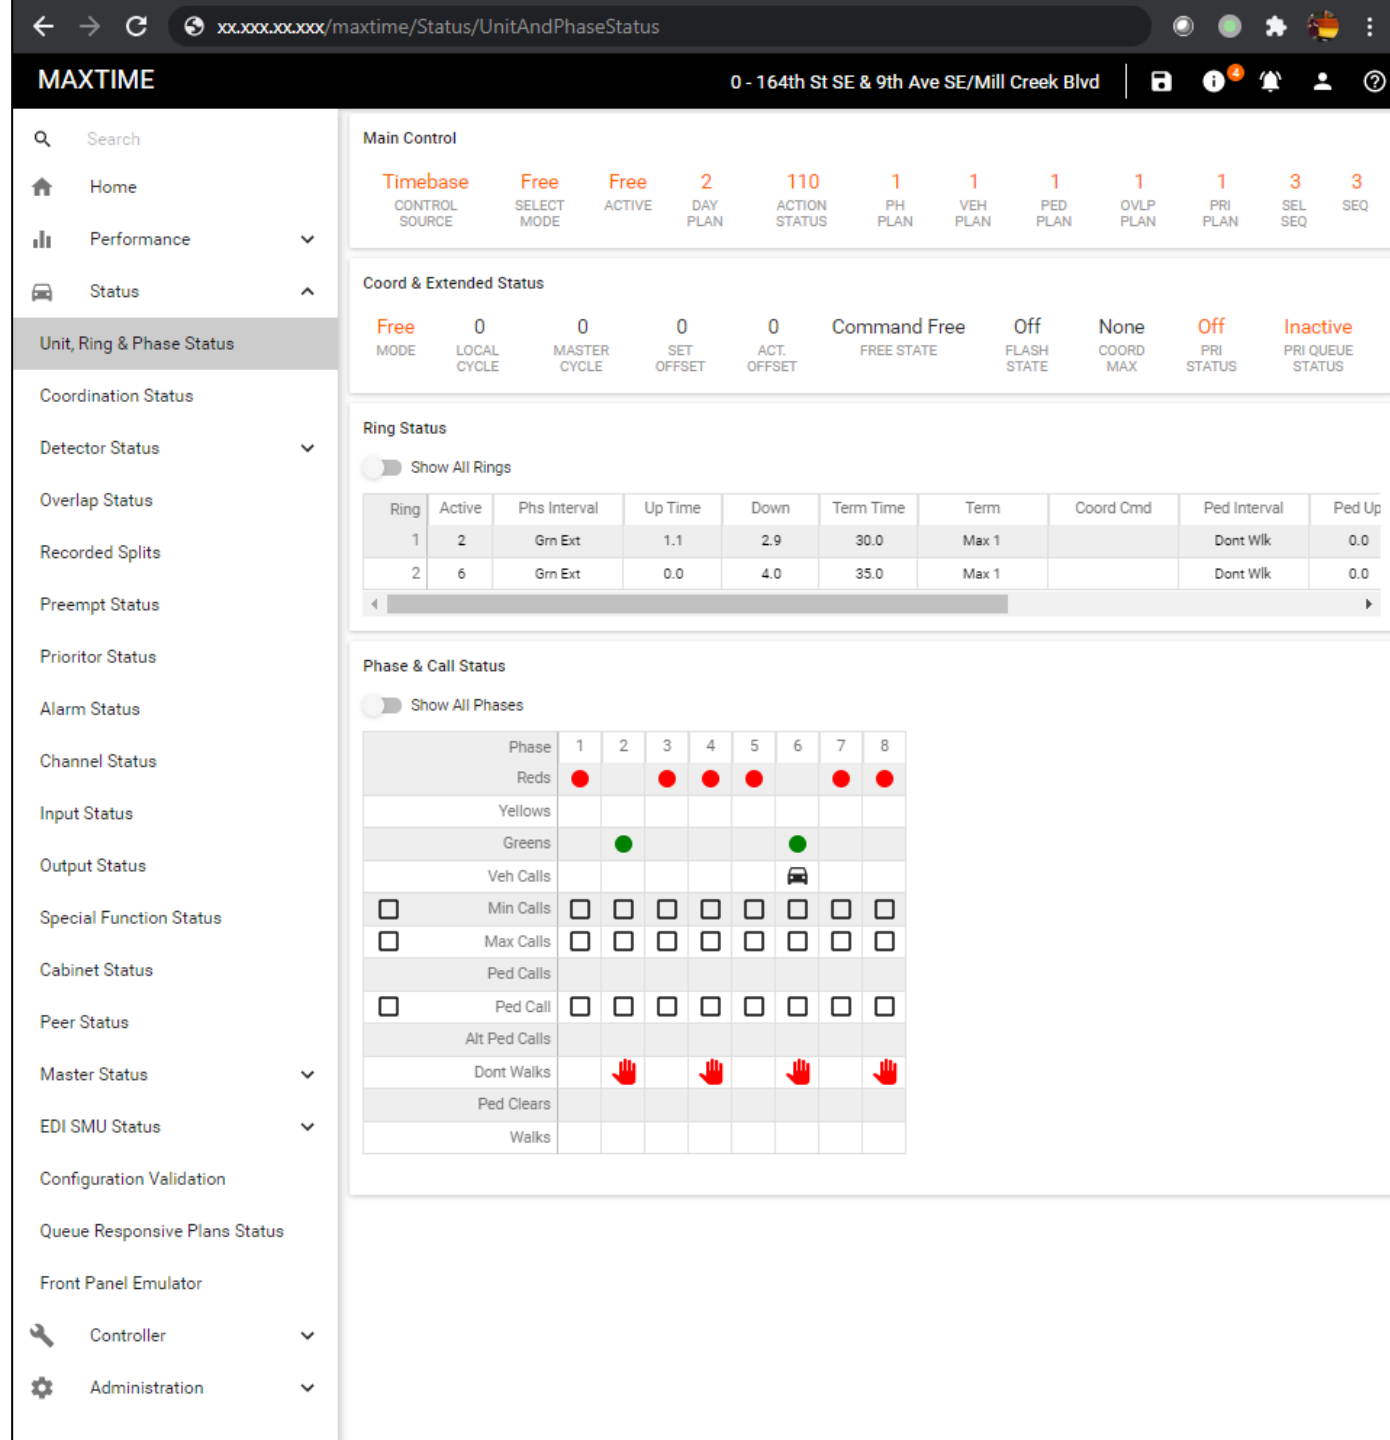 xx.xxx.xx.xxx/maxtime/Status/UnitAndPhaseStatus
MAXTIME
0 - 164th St SE & 9th Ave SE/Mill Creek Blvd
4
Search
Home
Performance
Status
Unit, Ring & Phase Status
Coordination Status
Detector Status
Overlap Status
Recorded Splits
Preempt Status
Prioritor Status
Alarm Status
Channel Status
Input Status
Output Status
Special Function Status
Cabinet Status
Peer Status
Master Status
EDI SMU Status
Configuration Validation
Queue Responsive Plans Status
Front Panel Emulator
Controller
Administration
Main Control
Timebase Free Free 2 110 1 1 1 1 1 3 3
CONTROL SELECT ACTIVE DAY ACTION PH VEH PED OVLP PRI SEL SEQ
SOURCE MODE PLAN STATUS PLAN PLAN PLAN PLAN PLAN SEQ
Coord & Extended Status
Free 0 0 0 0 Command Free Off None Off Inactive
MODE LOCAL MASTER SET ACT. FREE STATE FLASH COORD PRI PRI QUEUE
CYCLE CYCLE OFFSET OFFSET STATE MAX STATUS STATUS
Ring Status
Show All Rings
Ring Active Phs Interval Up Time Down Term Time Term Coord Cmd Ped Interval Ped Up
1 2 Grn Ext 1.1 2.9 30.0 Max 1 Dont Wlk 0.0
2 6 Grn Ext 0.0 4.0 35.0 Max 1 Dont Wlk 0.0
Phase & Call Status
Show All Phases
Phase 1 2 3 4 5 6 7 8
Reds
Yellows
Greens
Veh Calls
Min Calls
Max Calls
Ped Calls
Ped Call
Alt Ped Calls
Dont Walks
Ped Clears
Walks